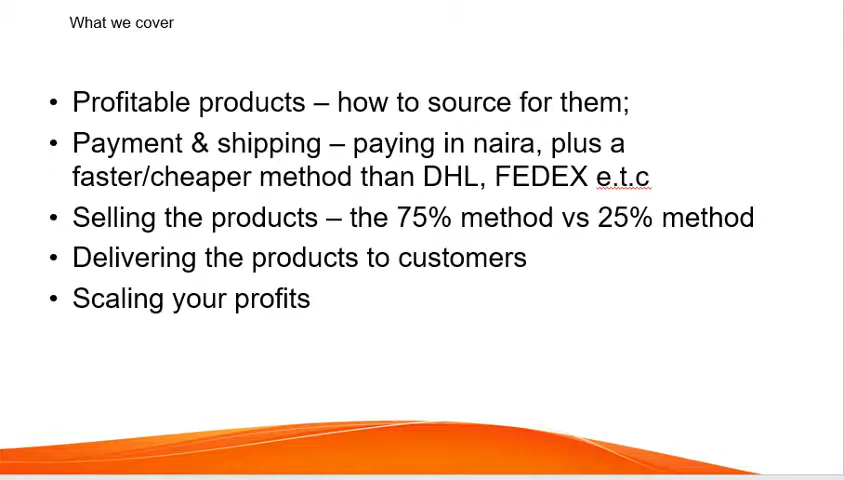 What we cover
• Profitable products – how to source for them;
• Payment & shipping – paying in naira, plus a
faster/cheaper method than DHL, FEDEX e.t.c
• Selling the products – the 75% method vs 25% method
• Delivering the products to customers
• Scaling your profits